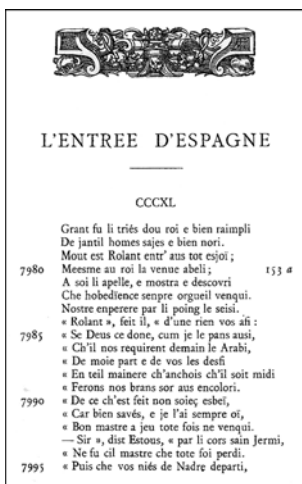 L'ENTREE D'ESPAGNE
CCCXL
Grant fu li triés dou roi e bien raimpli
De jantil homes sajes e bien nori.
Mout est Rolant entr' aus tot esjoï ;
7980 Meesme au roi la venue abeli ; 153 a
A soi li apelle, e mostra e descovri
Che hobedïence senpre orgueil venqui.
Nostre enperere par li poing le seisi.
« Rolant », feit il, « d'une rien vos afi :
7985 « Se Deus ce done, cum je le pans ausi,
« Ch'il nos requirent demain le Arabi,
« De moie part e de vos les desfi
« En teil mainere ch'anchois ch'il soit midi
« Ferons nos brans sor aus encolori.
7990 « De ce ch'est feit non soieç esbeï,
« Car bien savés, e je l'ai sempre oï,
« Bon mastre a jeu tote fois ne venqui.
— Sir », dist Estous, « par li cors sain Jermi,
« Ne fu cil mastre che tote foi perdi.
7995 « Puis che vos niés de Nadre departi,